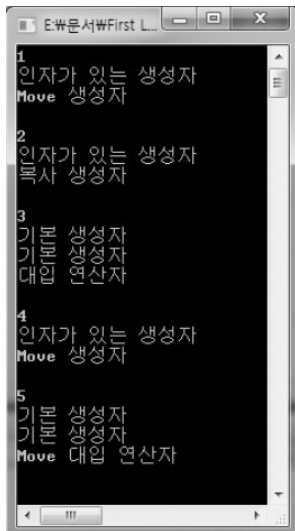 E:￦문서￦First L...
1
인자가 있는 생성자
Move 생성자
2
인자가 있는 생성자
복사 생성자
3
기본 생성자
기본 생성자
대입 연산자
4
인자가 있는 생성자
Move 생성자
5
기본 생성자
기본 생성자
Move 대입 연산자